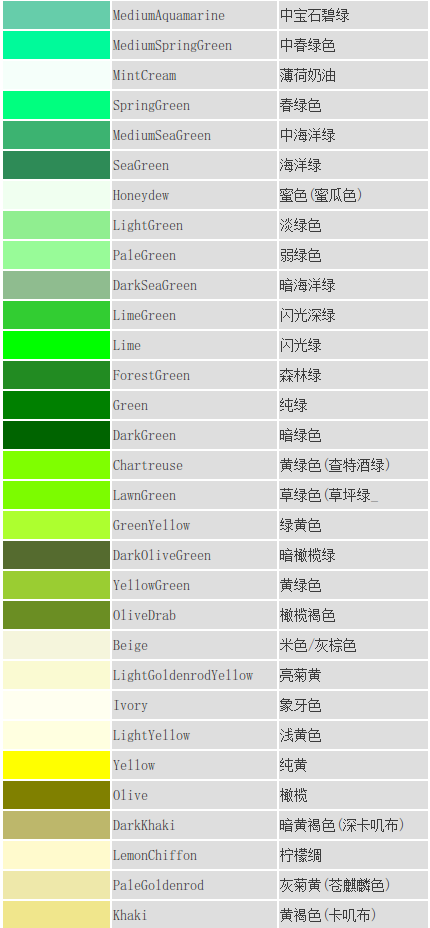 MediumAquamarine 中宝石碧绿
MediumSpringGreen 中春绿色
MintCream 薄荷奶油
SpringGreen 春绿色
MediumSeaGreen 中海洋绿
SeaGreen 海洋绿
Honeydew 蜜色(蜜瓜色)
LightGreen 淡绿色
PaleGreen 弱绿色
DarkSeaGreen 暗海洋绿
LimeGreen 闪光深绿
Lime 闪光绿
ForestGreen 森林绿
Green 纯绿
DarkGreen 暗绿色
Chartreuse 黄绿色(查特酒绿)
LawnGreen 草绿色(草坪绿_
GreenYellow 绿黄色
DarkOliveGreen 暗橄榄绿
YellowGreen 黄绿色
OliveDrab 橄榄褐色
Beige 米色/灰棕色
LightGoldenrodYellow 亮菊黄
Ivory 象牙色
LightYellow 浅黄色
Yellow 纯黄
Olive 橄榄
DarkKhaki 暗黄褐色(深卡叽布)
LemonChiffon 柠檬绸
PaleGoldenrod 灰菊黄(苍麒麟色)
Khaki 黄褐色(卡叽布)